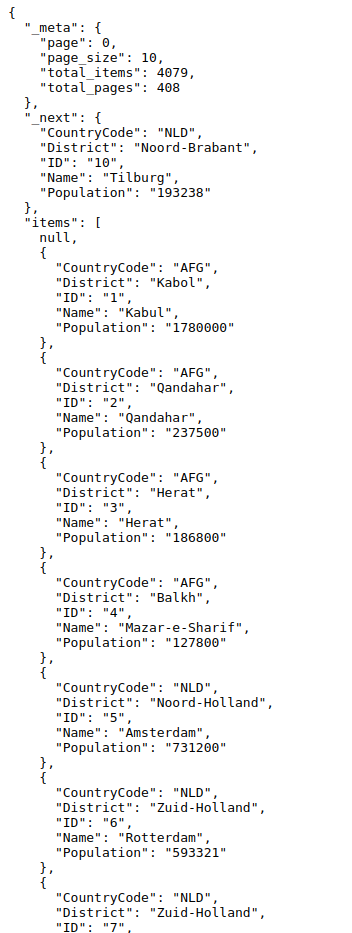 {
  "_meta": {
    "page": 0,
    "page_size": 10,
    "total_items": 4079,
    "total_pages": 408
  },
  "_next": {
    "CountryCode": "NLD",
    "District": "Noord-Brabant",
    "ID": "10",
    "Name": "Tilburg",
    "Population": "193238"
  },
  "items": [
    null,
    {
      "CountryCode": "AFG",
      "District": "Kabol",
      "ID": "1",
      "Name": "Kabul",
      "Population": "1780000"
    },
    {
      "CountryCode": "AFG",
      "District": "Qandahar",
      "ID": "2",
      "Name": "Qandahar",
      "Population": "237500"
    },
    {
      "CountryCode": "AFG",
      "District": "Herat",
      "ID": "3",
      "Name": "Herat",
      "Population": "186800"
    },
    {
      "CountryCode": "AFG",
      "District": "Balkh",
      "ID": "4",
      "Name": "Mazar-e-Sharif",
      "Population": "127800"
    },
    {
      "CountryCode": "NLD",
      "District": "Noord-Holland",
      "ID": "5",
      "Name": "Amsterdam",
      "Population": "731200"
    },
    {
      "CountryCode": "NLD",
      "District": "Zuid-Holland",
      "ID": "6",
      "Name": "Rotterdam",
      "Population": "593321"
    },
    {
      "CountryCode": "NLD",
      "District": "Zuid-Holland",
      "ID": "7",